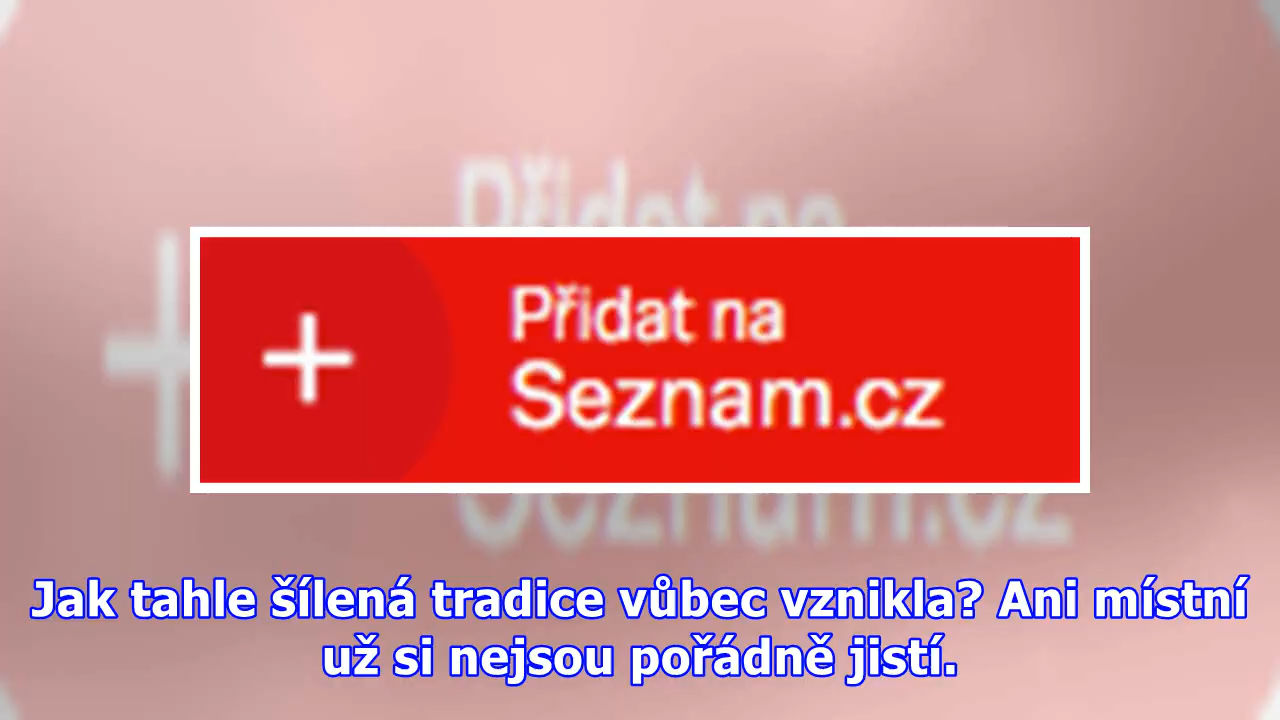 Přidat na
Seznam.cz
Jak tahle šílená tradice vůbec vznikla? Ani místní
už si nejsou pořádně jistí.